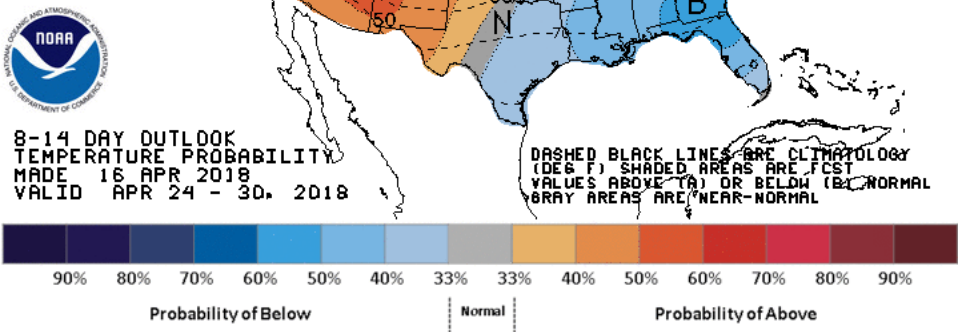 NATIONAL OCEANIC AND ATMOSPHERIC ADMINISTRATION
NOAA
U.S. DEPARTMENT OF COMMERCE
50
N
B
70
8-14 DAY OUTLOOK
TEMPERATURE PROBABILITY
MADE 16 APR 2018
VALID APR 24 - 30, 2018
DASHED BLACK LINES ARE CLIMATOLOGY
(DEG F) SHADED AREAS ARE FCST
VALUES ABOVE (A) OR BELOW (B) NORMAL
GRAY AREAS ARE NEAR-NORMAL
90% 80% 70% 60% 50% 40% 33% 33% 40% 50% 60% 70% 80% 90%
Probability of Below Normal Probability of Above